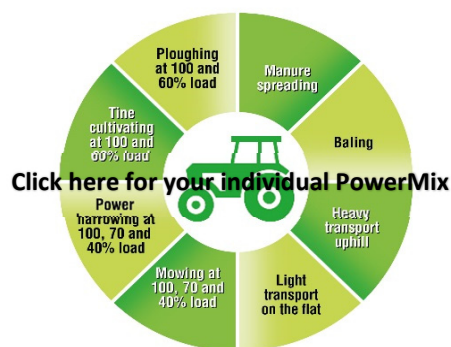 Ploughing
at 100 and
60% load
Manure
spreading
Tine
cultivating
at 100 and
60% load
Baling
Click here for your individual PowerMix
Power
harrowing at
100, 70 and
40% load
Heavy
transport
uphill
Mowing at
100, 70 and
40% load
Light
transport
on the flat